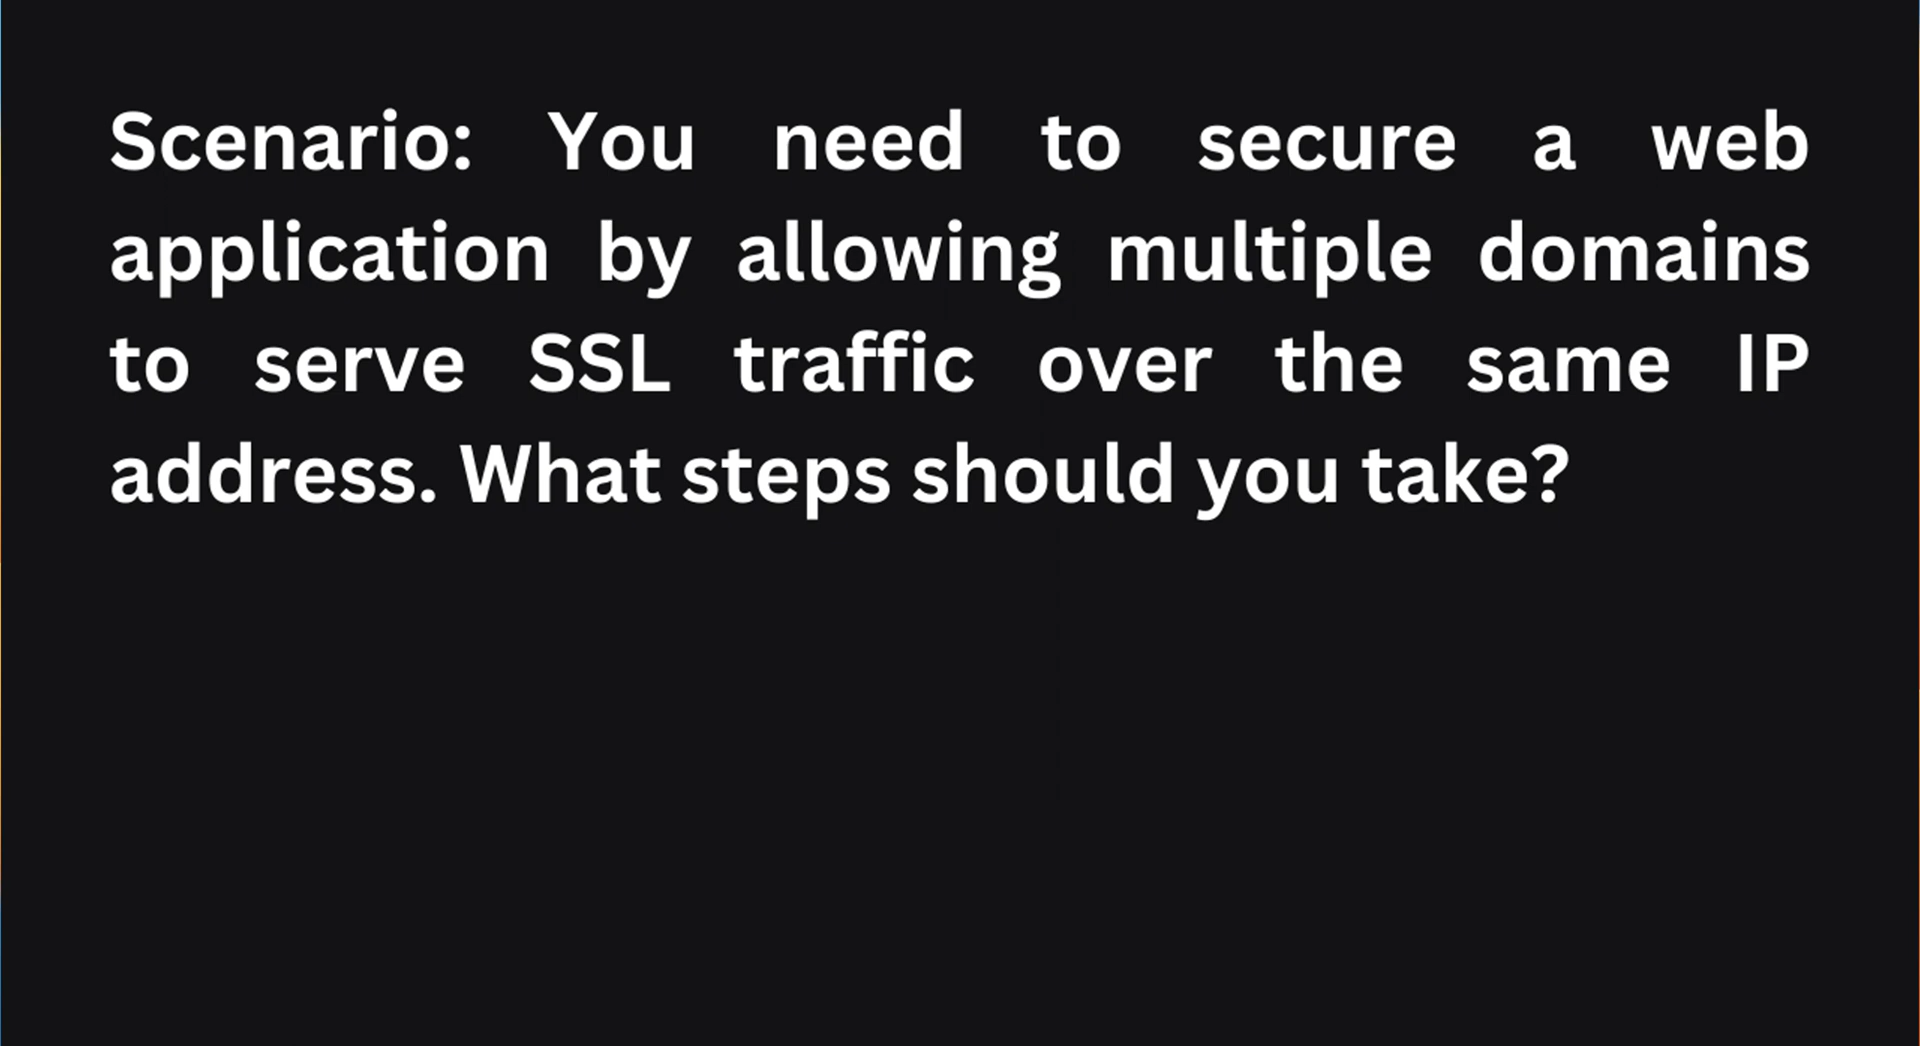 Scenario: You need to secure a web
application by allowing multiple domains
to serve SSL traffic over the same IP
address. What steps should you take?